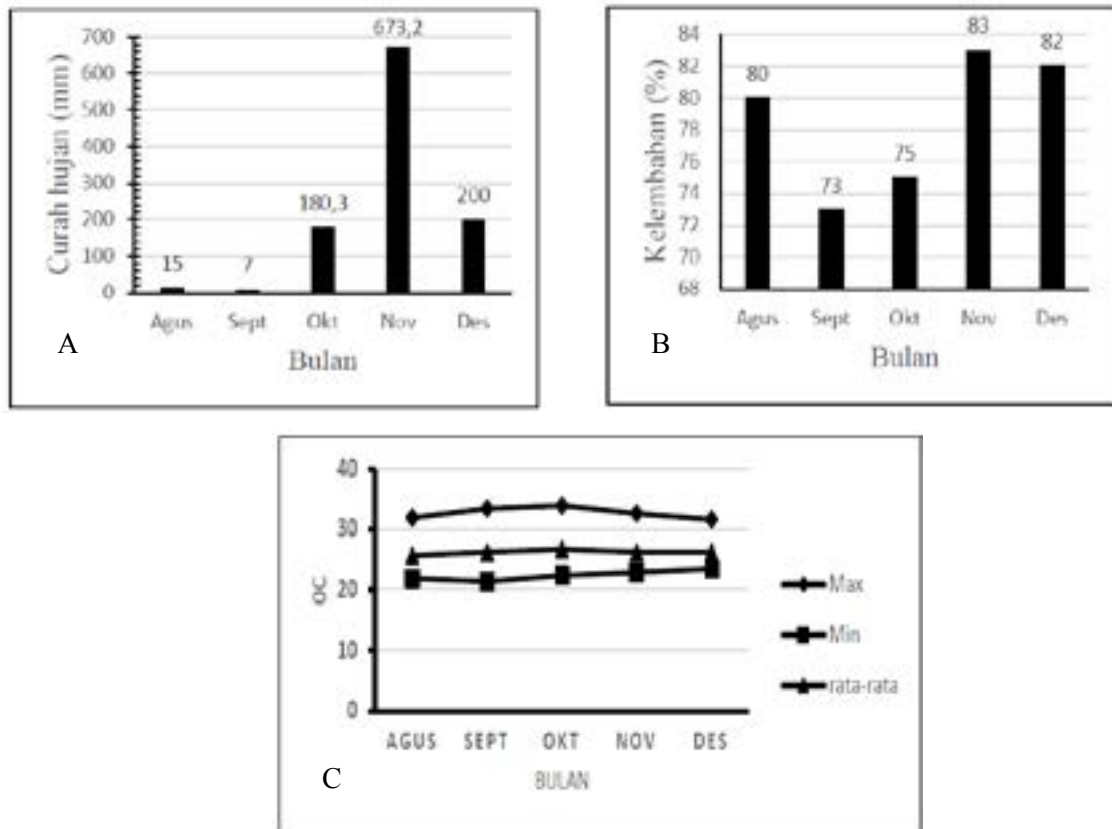 Curah hujan (mm)
700
600
500
400
300
200
100
0
15
7
180,3
673,2
200
Agus Sept Okt Nov Des
Bulan
A
Kelembaban (%)
84
82
80
78
76
74
72
70
68
80
73
75
83
82
Agus Sept Okt Nov Des
Bulan
B
OC
40
30
20
10
0
AGUS SEPT OKT NOV DES
BULAN
Max
Min
rata-rata
C